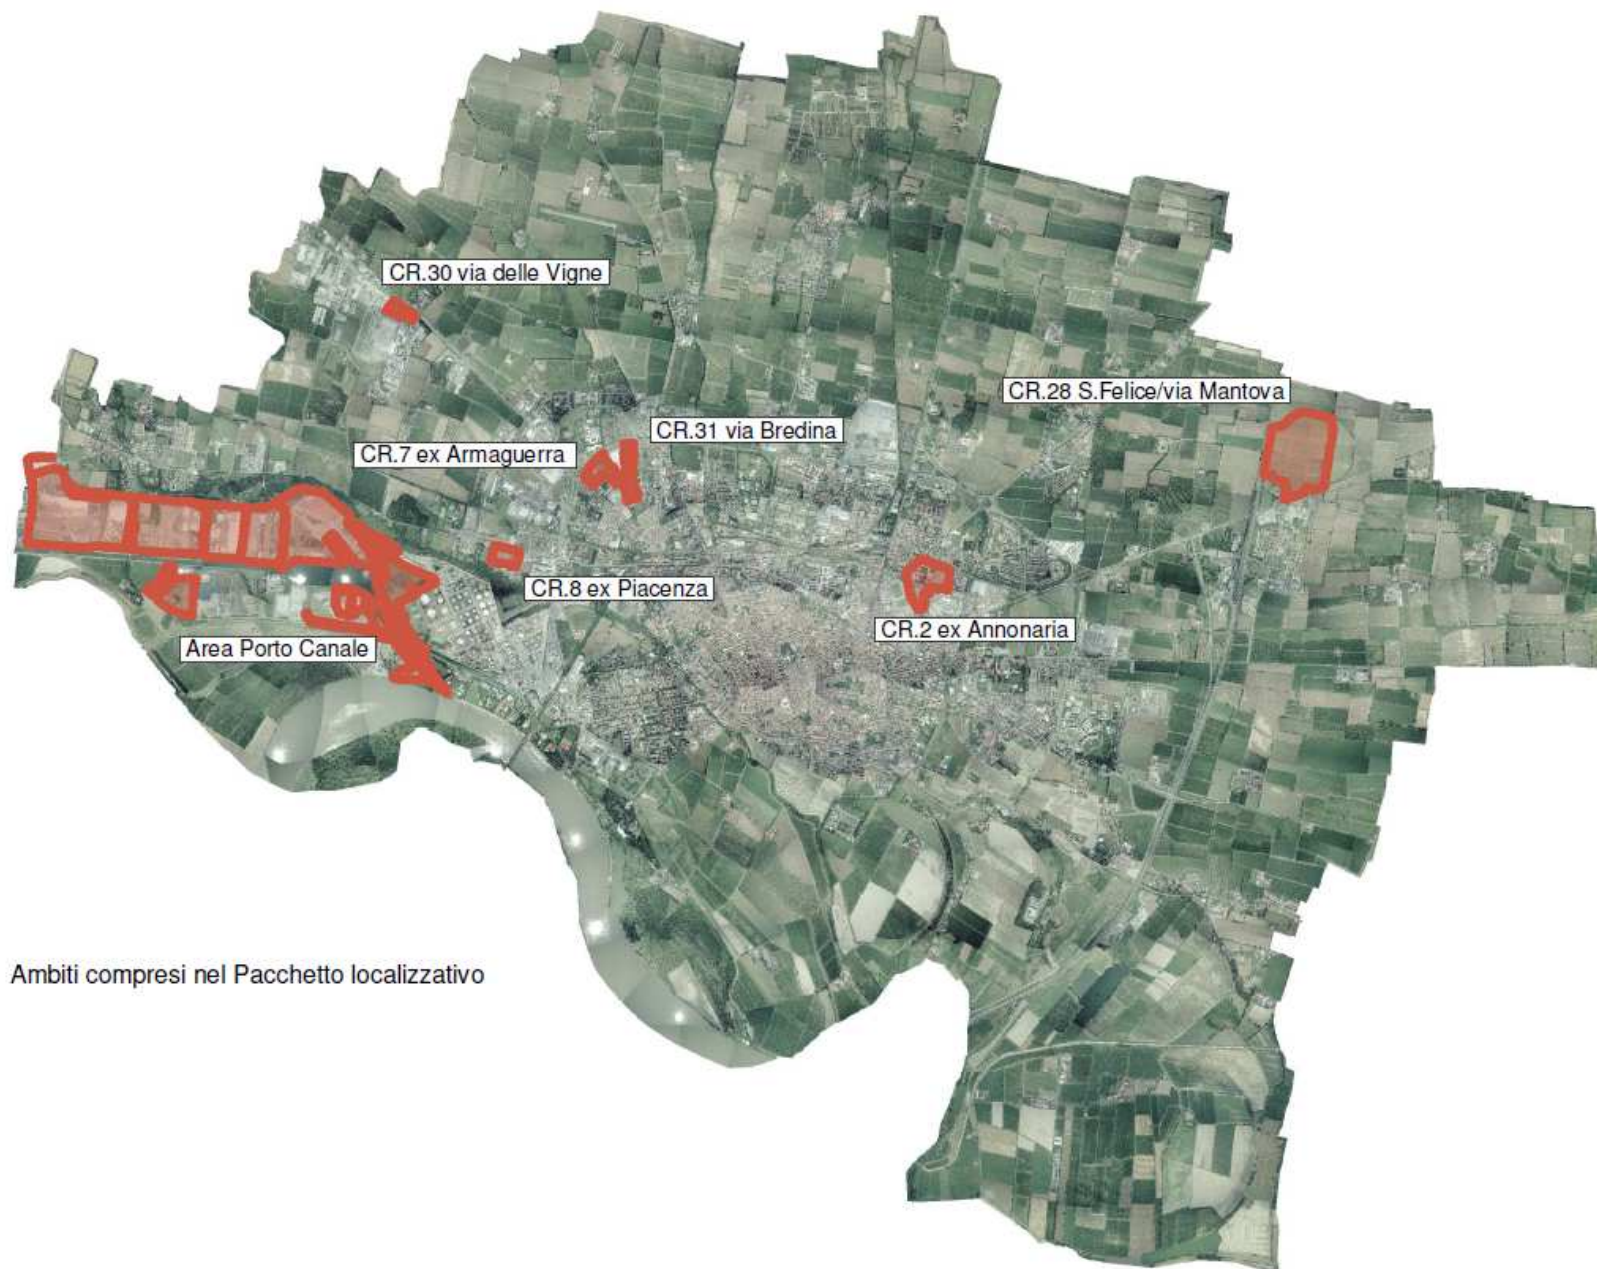 CR.30 via delle Vigne
CR.28 S.Felice/via Mantova
CR.31 via Bredina
CR.7 ex Armaguerra
CR.8 ex Piacenza
CR.2 ex Annonaria
Area Porto Canale
Ambiti compresi nel Pacchetto localizzativo